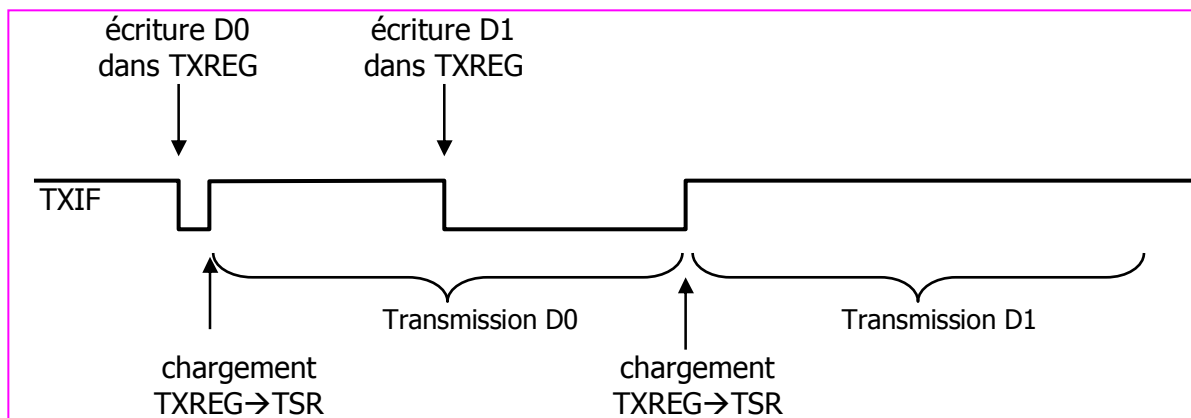 écriture D0
dans TXREG
écriture D1
dans TXREG
TXIF
Transmission D0
Transmission D1
chargement
TXREG→TSR
chargement
TXREG→TSR